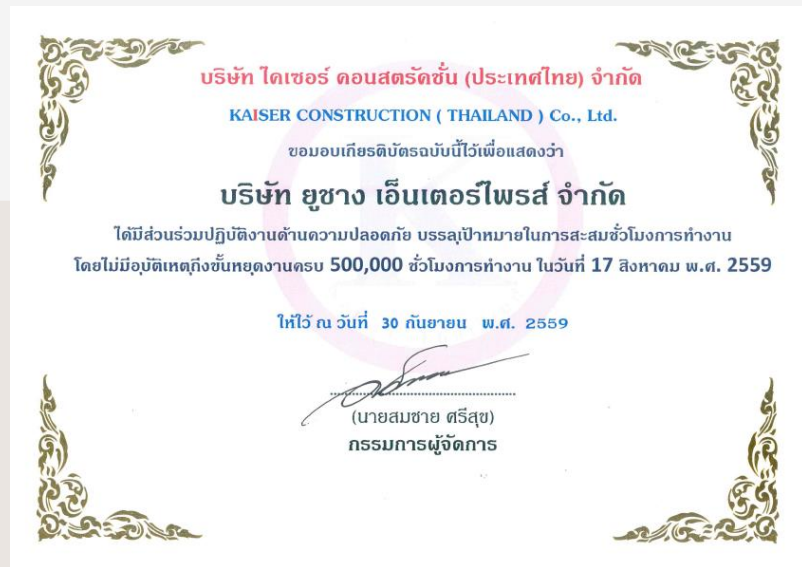 บริษัท ไคเซอร์ คอนสตรัคชั่น (ประเทศไทย) จำกัด
KAISER CONSTRUCTION ( THAILAND ) Co., Ltd.
ขอมอบเกียรติบัตรฉบับนี้ไว้เพื่อแสดงว่า
บริษัท ยูชาง เอ็นเตอร์ไพรส์ จำกัด
ได้มีส่วนร่วมปฏิบัติงานด้านความปลอดภัย บรรลุเป้าหมายในการสะสมชั่วโมงการทำงาน
โดยไม่มีอุบัติเหตุถึงขั้นหยุดงานครบ 500,000 ชั่วโมงการทำงาน ในวันที่ 17 สิงหาคม พ.ศ. 2559
ให้ไว้ ณ วันที่ 30 กันยายน พ.ศ. 2559
(นายสมชาย ศรีสุข)
กรรมการผู้จัดการ